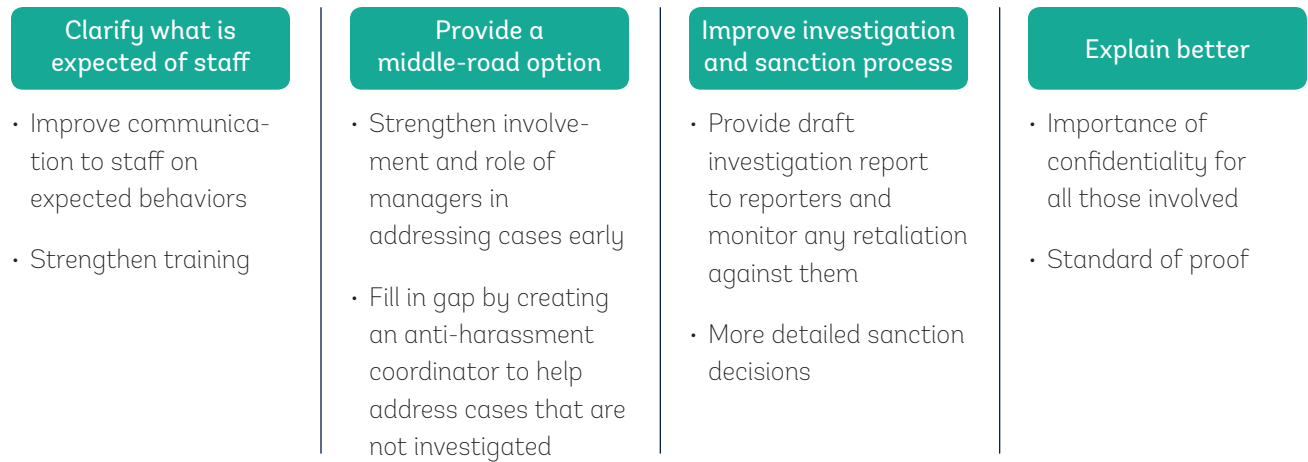 Clarify what is
expected of staff
• Improve communica-
tion to staff on
expected behaviors
• Strengthen training
Provide a
middle-road option
• Strengthen involve-
ment and role of
managers in
addressing cases early
• Fill in gap by creating
an anti-harassment
coordinator to help
address cases that are
not investigated
Improve investigation
and sanction process
• Provide draft
investigation report
to reporters and
monitor any retaliation
against them
• More detailed sanction
decisions
Explain better
• Importance of
confidentiality for
all those involved
• Standard of proof